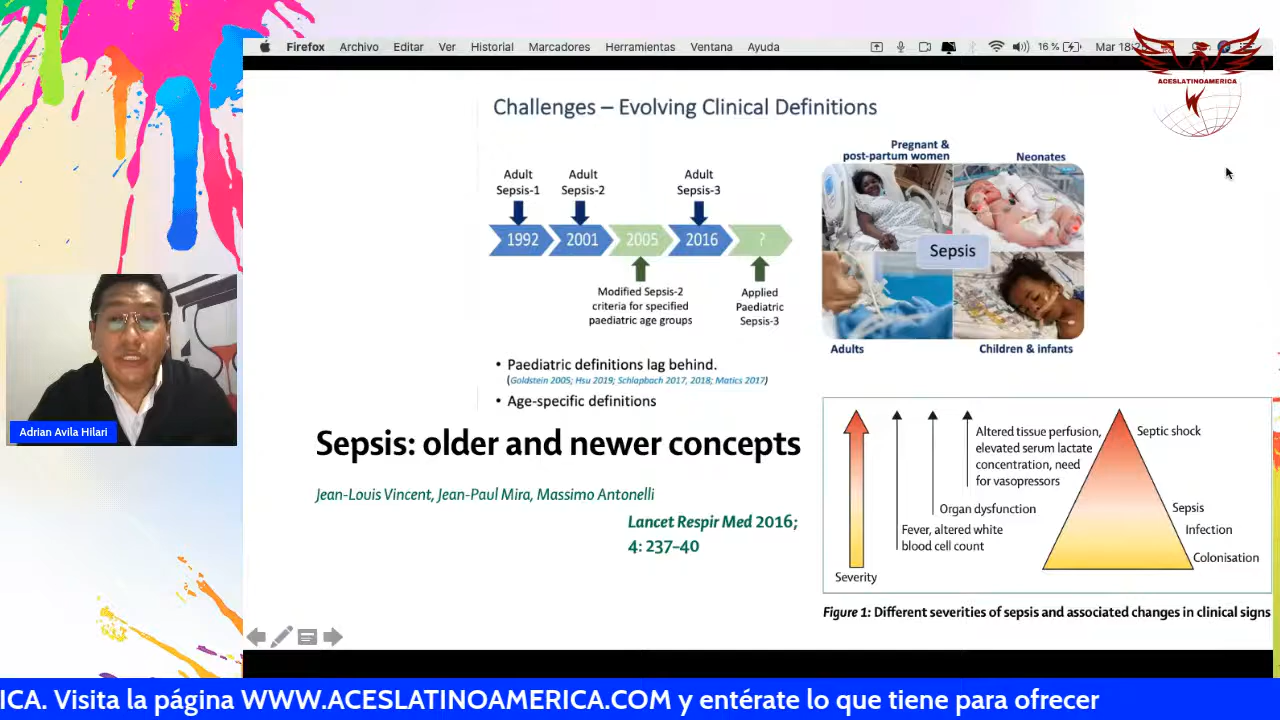 Firefox Archivo Editar Ver Historial Marcadores Herramientas Ventana Ayuda
16 %
Mar 18:
ACESLATINOAMERICA
Challenges – Evolving Clinical Definitions
Adult
Sepsis-1
Adult
Sepsis-2
Adult
Sepsis-3
1992
2001
2005
2016
?
Modified Sepsis-2
criteria for specified
paediatric age groups
Applied
Paediatric
Sepsis-3
Pregnant &
post-partum women
Neonates
Sepsis
Adults
Children & infants
• Paediatric definitions lag behind.
(Goldstein 2005; Hsu 2019; Schlapbach 2017, 2018; Matics 2017)
• Age-specific definitions
Sepsis: older and newer concepts
Jean-Louis Vincent, Jean-Paul Mira, Massimo Antonelli
Lancet Respir Med 2016;
4: 237–40
Altered tissue perfusion,
elevated serum lactate
concentration, need
for vasopressors
Organ dysfunction
Fever, altered white
blood cell count
Severity
Septic shock
Sepsis
Infection
Colonisation
Figure 1: Different severities of sepsis and associated changes in clinical signs
Adrian Avila Hilari
ICA. Visita la página WWW.ACESLATINOAMERICA.COM y entérate lo que tiene para ofrecer